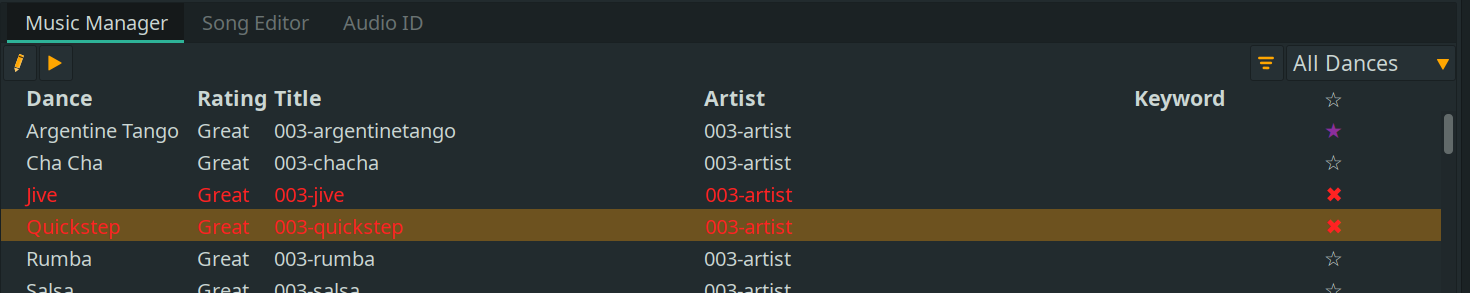 Music Manager Song Editor Audio ID
All Dances
Dance Rating Title Artist Keyword ☆
Argentine Tango Great 003-argentinetango 003-artist ★
Cha Cha Great 003-chacha 003-artist ☆
Jive Great 003-jive 003-artist ✖
Quickstep Great 003-quickstep 003-artist ✖
Rumba Great 003-rumba 003-artist ☆
Salsa Great 003-salsa 003-artist ☆